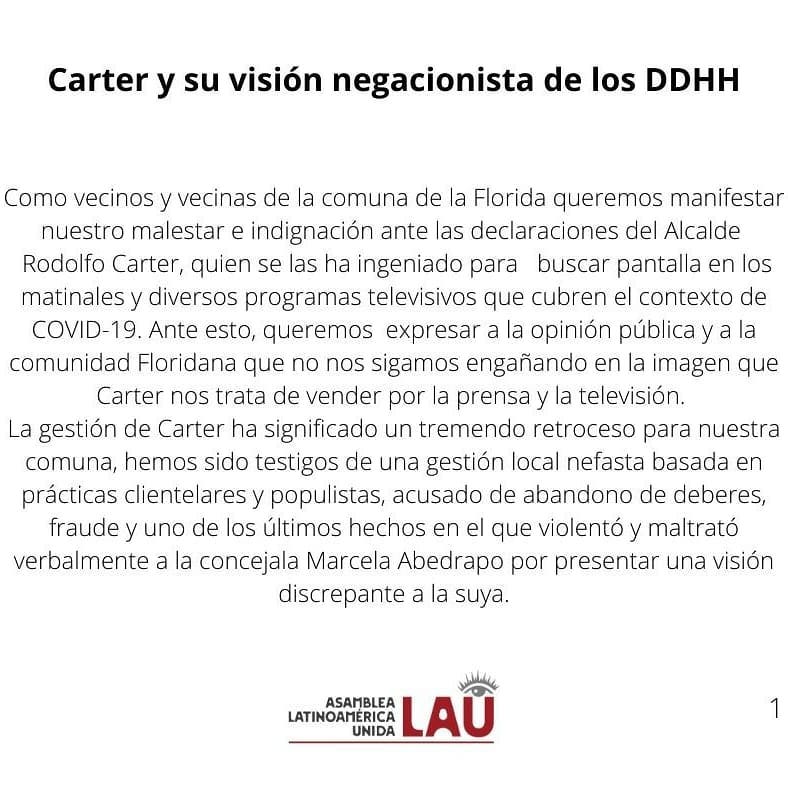 Carter y su visión negacionista de los DDHH
Como vecinos y vecinas de la comuna de la Florida queremos manifestar
nuestro malestar e indignación ante las declaraciones del Alcalde
Rodolfo Carter, quien se las ha ingeniado para buscar pantalla en los
matinales y diversos programas televisivos que cubren el contexto de
COVID-19. Ante esto, queremos expresar a la opinión pública y a la
comunidad Floridana que no nos sigamos engañando en la imagen que
Carter nos trata de vender por la prensa y la televisión.
La gestión de Carter ha significado un tremendo retroceso para nuestra
comuna, hemos sido testigos de una gestión local nefasta basada en
prácticas clientelares y populistas, acusado de abandono de deberes,
fraude y uno de los últimos hechos en el que violentó y maltrató
verbalmente a la concejala Marcela Abedrapo por presentar una visión
discrepante a la suya.
ASAMBLEA
LATINOAMÉRICA
UNIDA
LAU
1